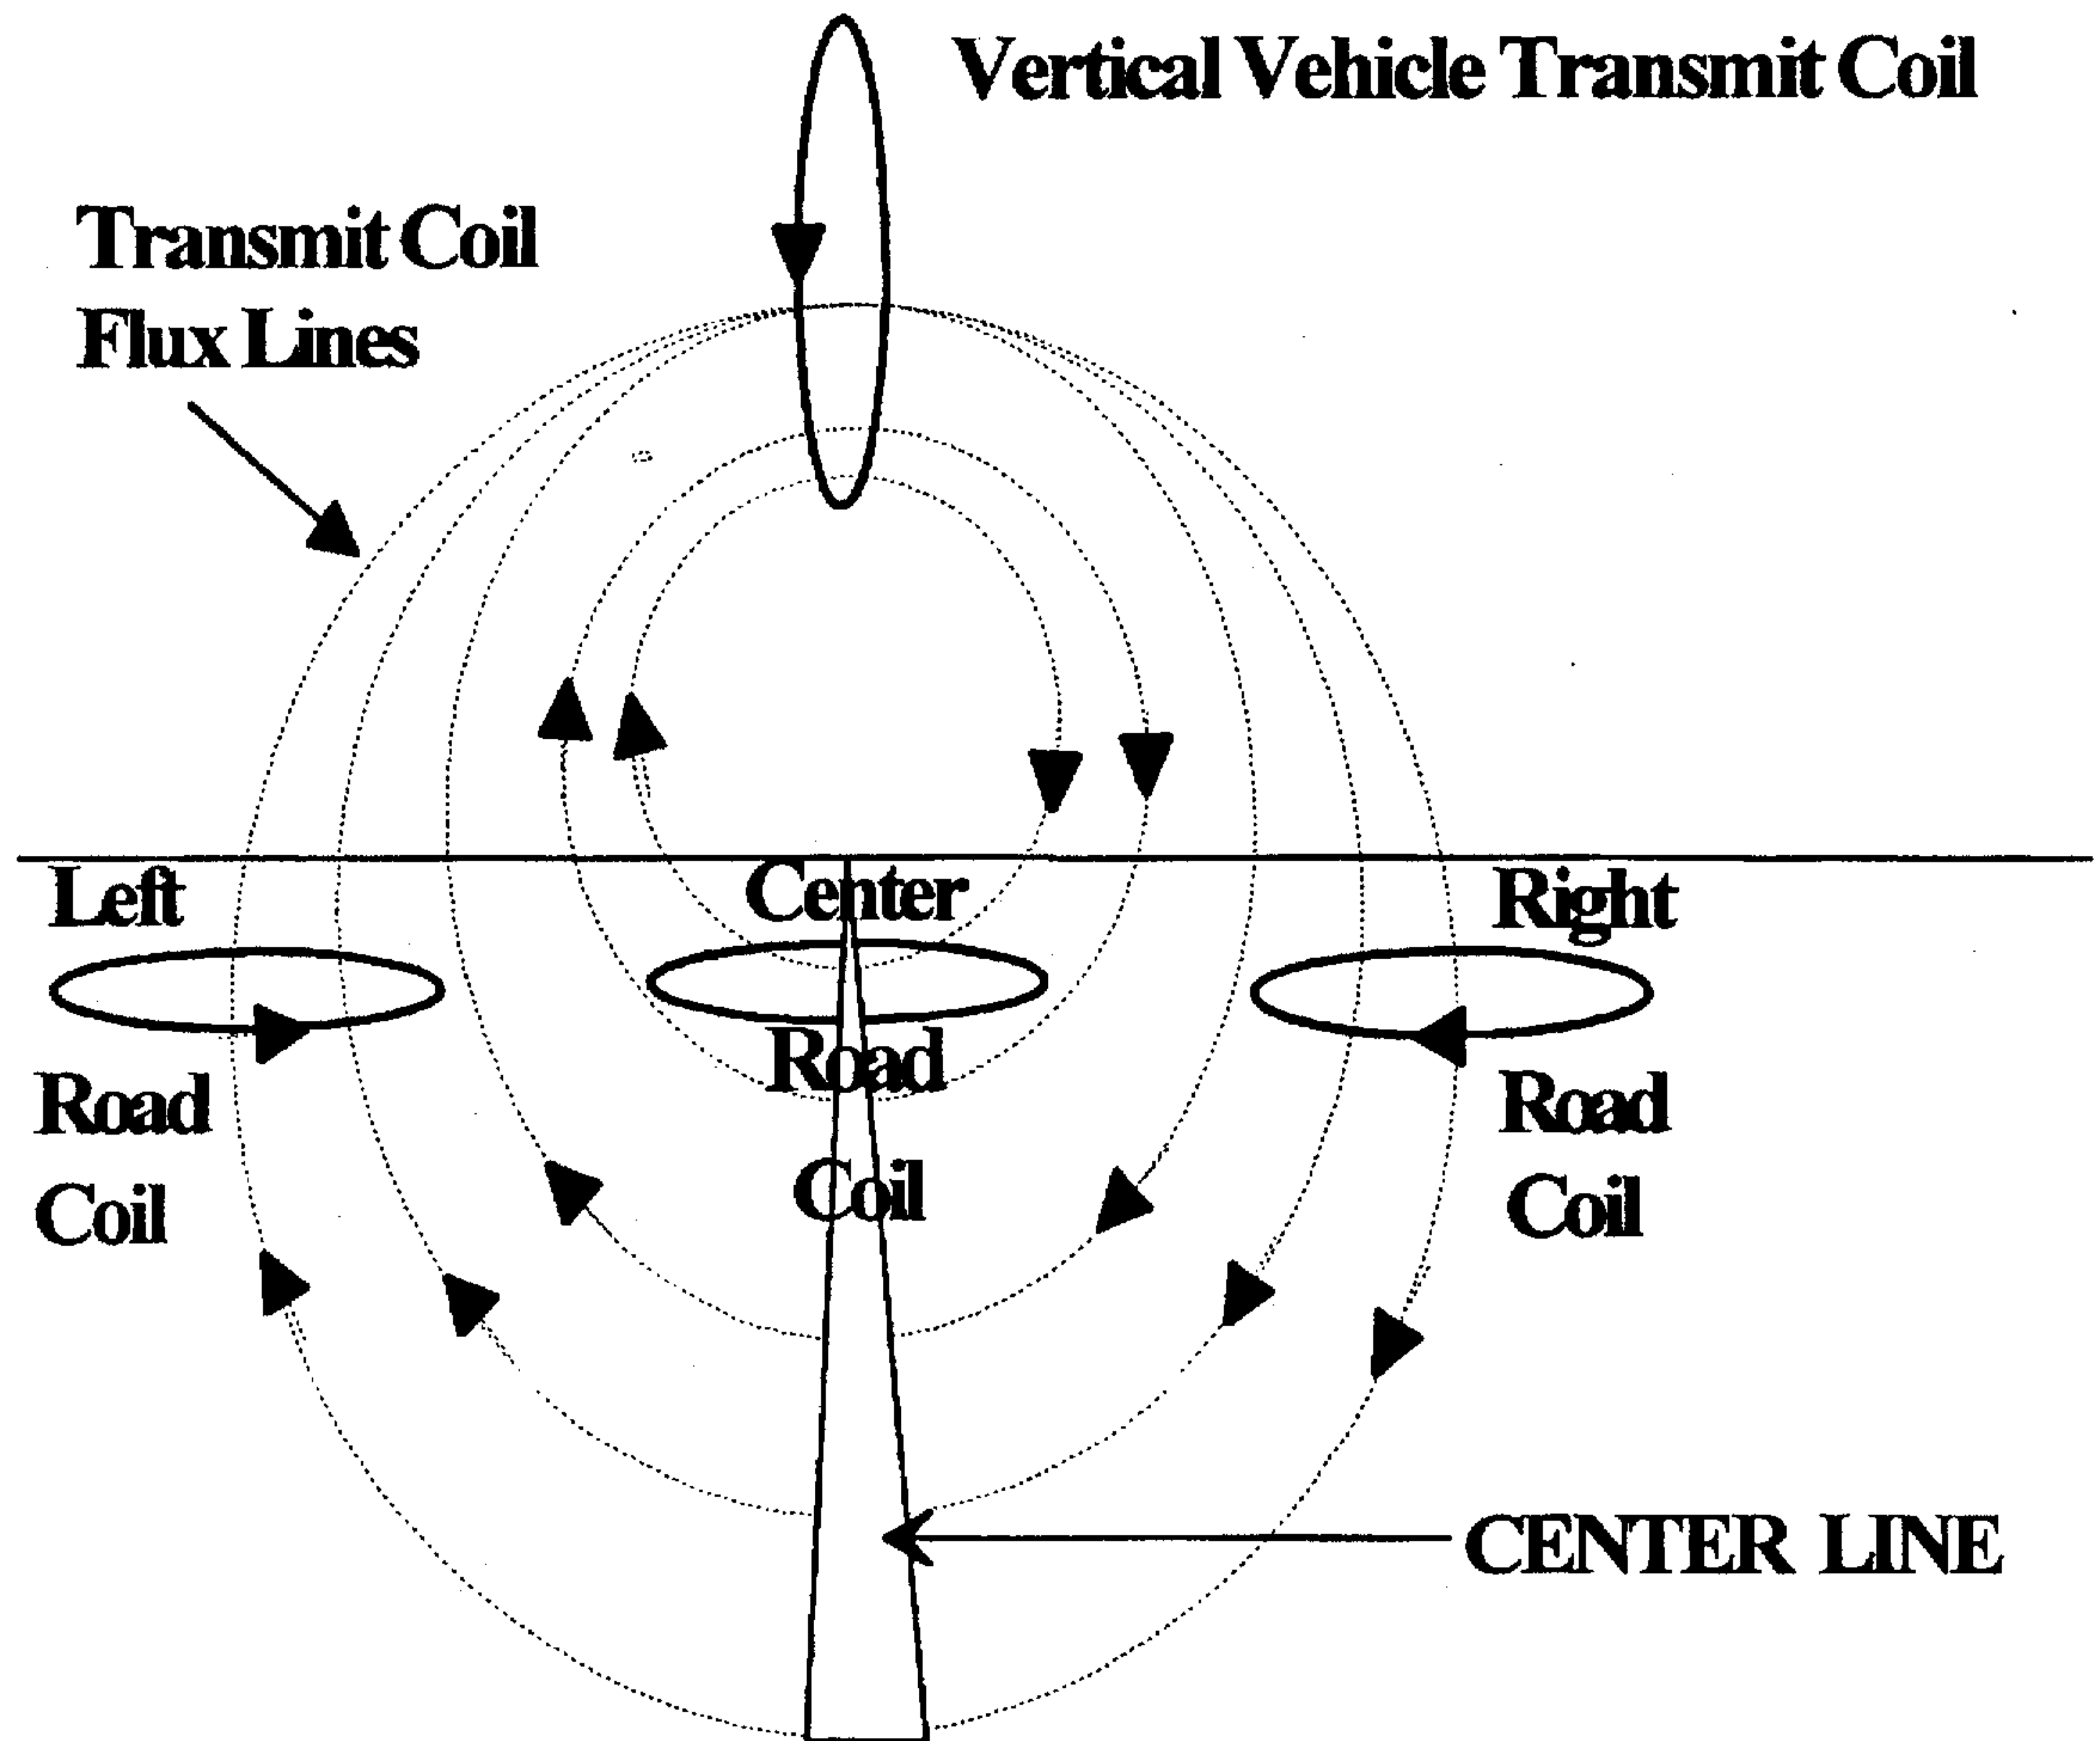 Vertical Vehicle Transmit Coil
Transmit Coil
Flux Lines
Left
Center
Right
Road
Coil
Road
Coil
Road
Coil
CENTER LINE